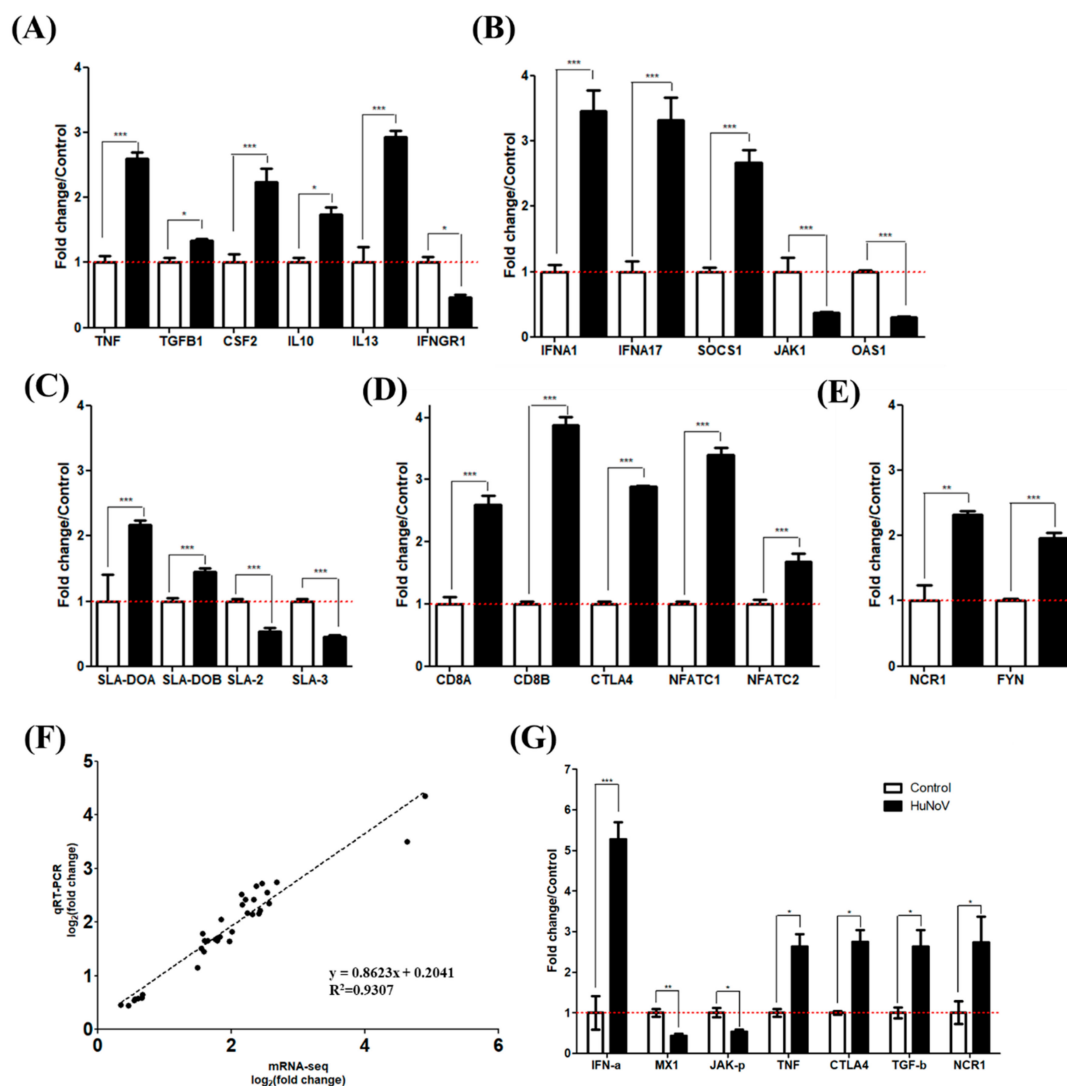 (A)
Fold change/Control
4
3
2
1
0
***
*
***
*
***
*
TNF TGFB1 CSF2 IL10 IL13 IFNGR1
(B)
Fold change/Control
4
3
2
1
0
***
***
***
***
***
IFNA1 IFNA17 SOCS1 JAK1 OAS1
(C)
Fold change/Control
4
3
2
1
0
***
***
***
***
SLA-DOA SLA-DOB SLA-2 SLA-3
(D)
Fold change/Control
4
3
2
1
0
***
***
***
***
***
CD8A CD8B CTLA4 NFATC1 NFATC2
(E)
Fold change/Control
4
3
2
1
0
**
***
NCR1 FYN
(F)
qRT-PCR
log2(fold change)
5
4
3
2
1
0
y = 0.8623x + 0.2041
R²=0.9307
0 2 4 6
mRNA-seq
log2(fold change)
(G)
Fold change/Control
7
6
5
4
3
2
1
0
Control
HuNoV
***
**
*
*
*
*
*
IFN-a MX1 JAK-p TNF CTLA4 TGF-b NCR1